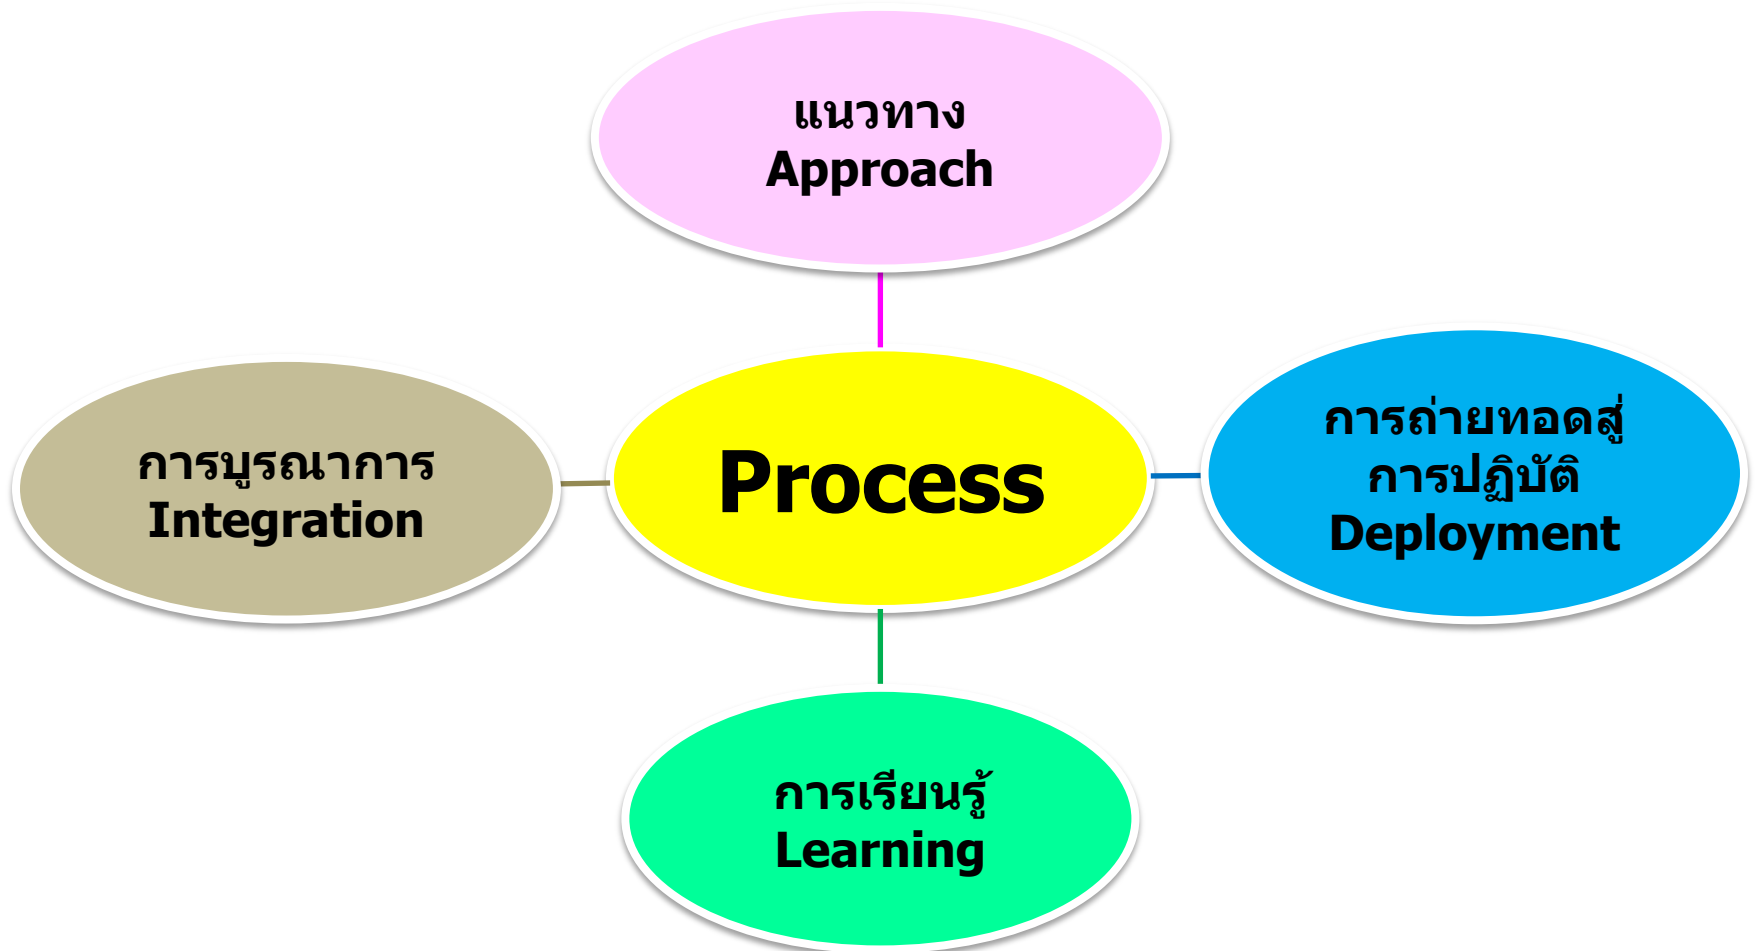 แนวทาง
Approach
การบูรณาการ
Integration
Process
การถ่ายทอดสู่
การปฏิบัติ
Deployment
การเรียนรู้
Learning